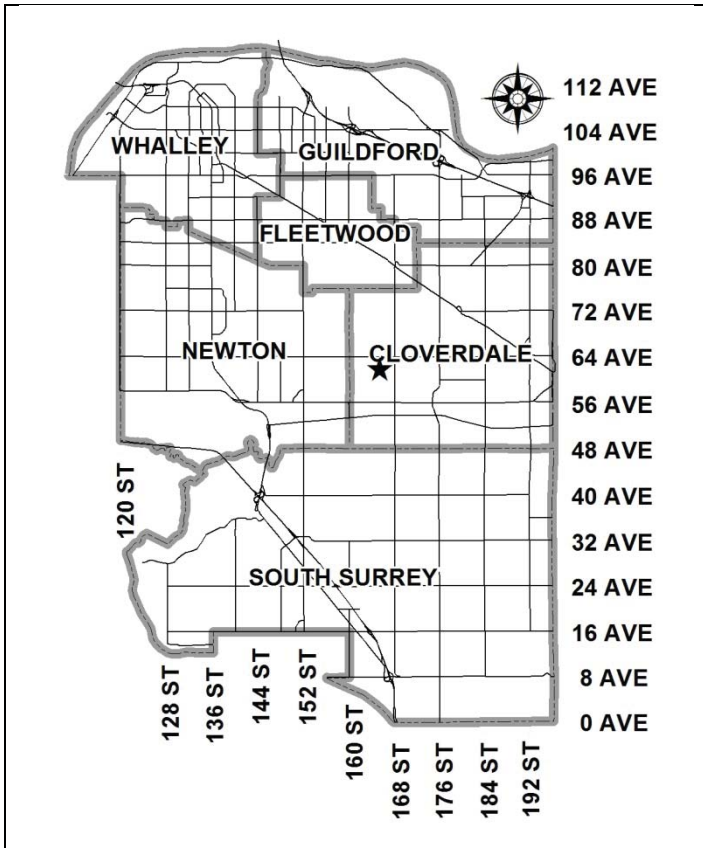 112 AVE
104 AVE
WHALLEY
GUILDFORD
96 AVE
88 AVE
FLEETWOOD
80 AVE
72 AVE
NEWTON
CLOVERDALE
64 AVE
56 AVE
48 AVE
120 ST
40 AVE
32 AVE
SOUTH SURREY
24 AVE
16 AVE
128 ST
136 ST
144 ST
152 ST
160 ST
8 AVE
0 AVE
168 ST
176 ST
184 ST
192 ST